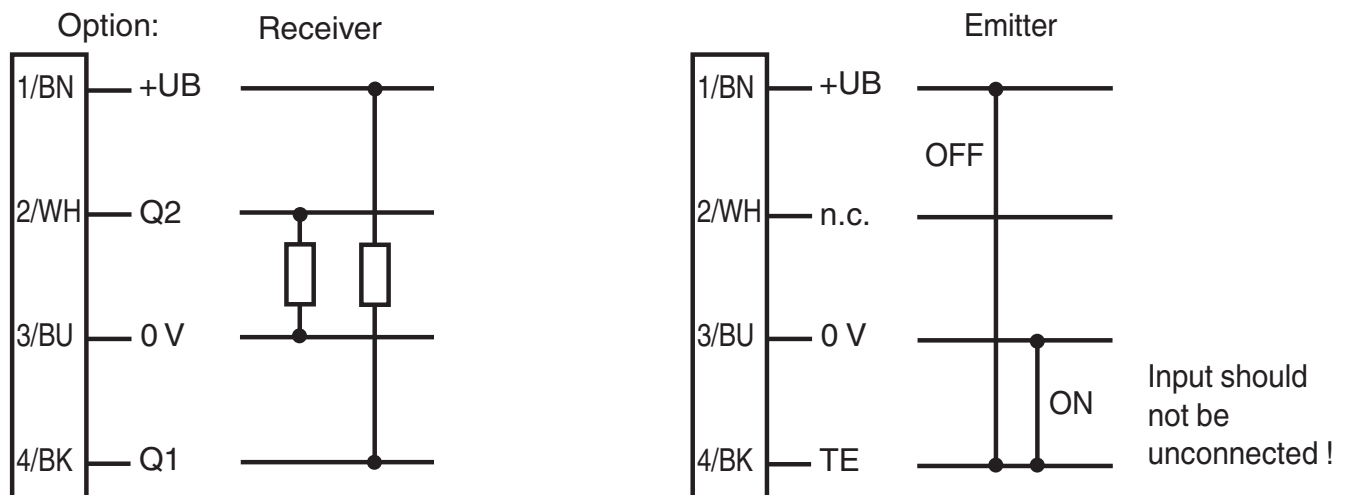 Option:
Receiver
1/BN
+UB
2/WH
Q2
3/BU
0 V
4/BK
Q1
Emitter
1/BN
+UB
OFF
2/WH
n.c.
3/BU
0 V
ON
4/BK
TE
Input should
not be
unconnected !